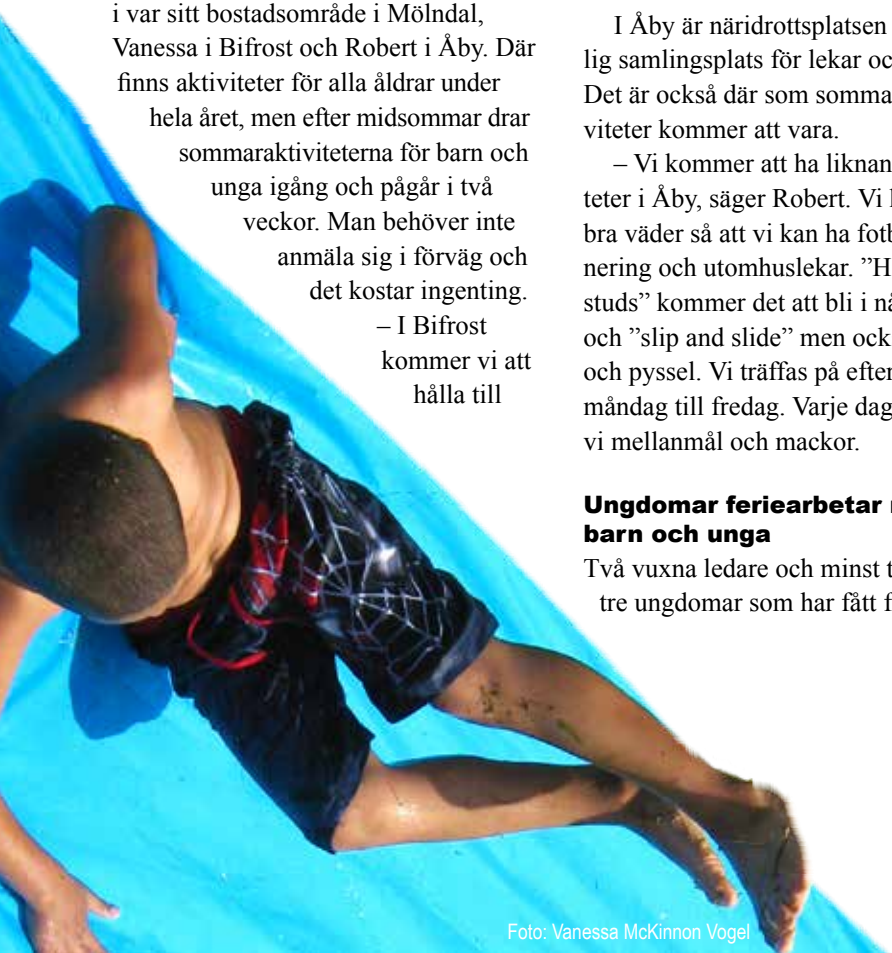 i var sitt bostadsområde i Mölndal,
Vanessa i Bifrost och Robert i Åby. Där
finns aktiviteter för alla åldrar under
hela året, men efter midsommar drar
sommaraktiviteterna för barn och
unga igång och pågår i två
veckor. Man behöver inte
anmäla sig i förväg och
det kostar ingenting.
– I Bifrost
kommer vi att
hålla till
I Åby är näridrottsplatsen
lig samlingsplats för lekar oc
Det är också där som somma
viteter kommer att vara.
– Vi kommer att ha liknan
teter i Åby, säger Robert. Vi
bra väder så att vi kan ha fotb
nering och utomhuslekar. ”H
studs” kommer det att bli i nå
och ”slip and slide” men ock
och pyssel. Vi träffas på efter
måndag till fredag. Varje dag
vi mellanmål och mackor.
Ungdomar feriearbetar
barn och unga
Två vuxna ledare och minst t
tre ungdomar som har fått f
Foto: Vanessa McKinnon Vogel